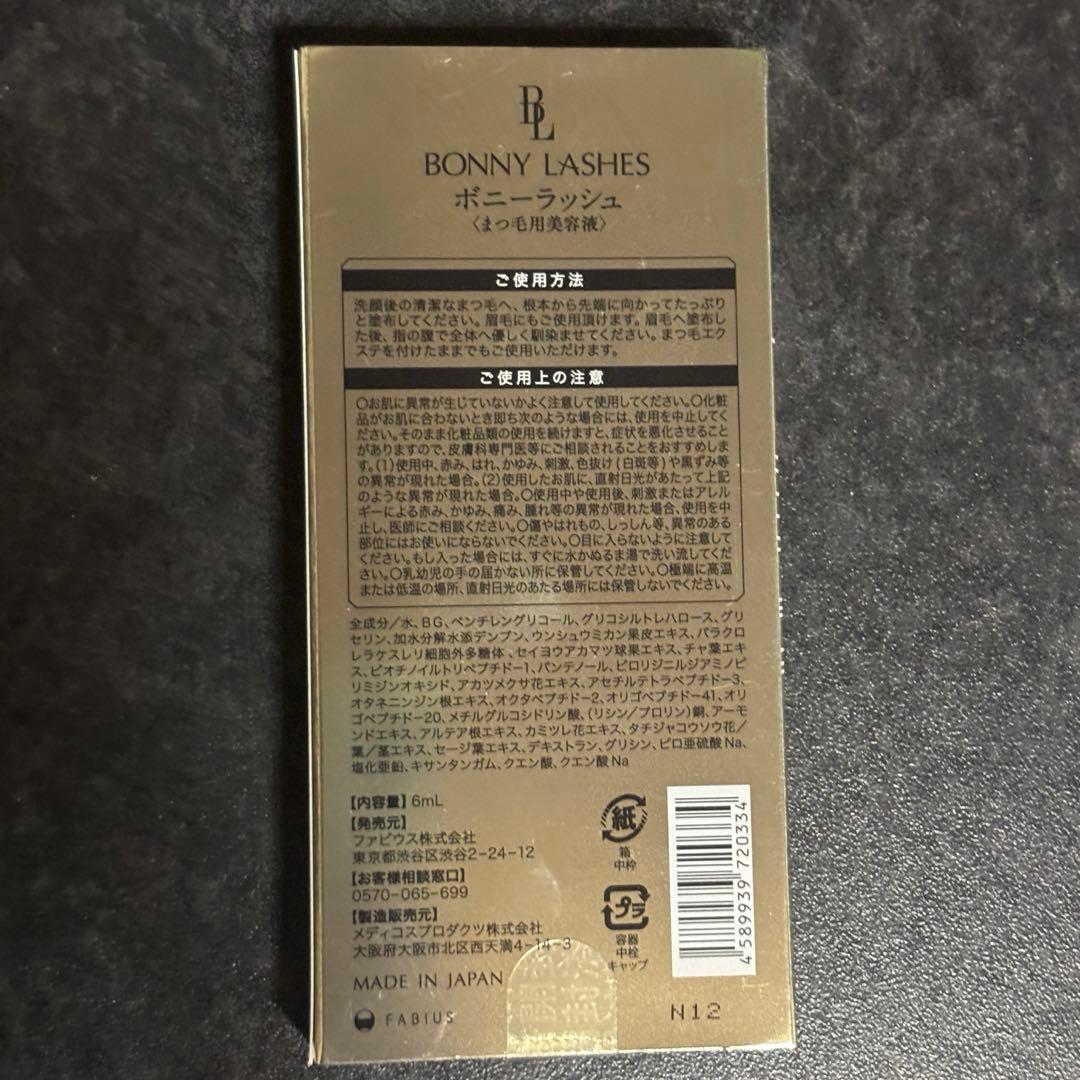 BL
BONNY LASHES
ボニーラッシュ
〈まつ毛用美容液〉
ご使用方法
洗顔後の清潔なまつ毛へ、根本から先端に向かってたっぷり
と塗布してください。眉毛にもご使用頂けます。眉毛へ塗布し
た後、指の腹で全体へ優しく馴染ませてください。まつ毛エク
ステを付けたままでもご使用いただけます。
ご使用上の注意
〇お肌に異常が生じていないかよく注意して使用してください。〇化粧
品がお肌に合わないとき即ち次のような場合には、使用を中止してく
ださい。そのまま化粧品類の使用を続けますと、症状を悪化させること
がありますので、皮膚科専門医等にご相談されることをおすすめしま
す。(1)使用中、赤み、はれ、かゆみ、刺激、色抜け(白斑等)や黒ずみ等
の異常が現れた場合。(2)使用したお肌に、直射日光があたって上記
のような異常が現れた場合。〇使用中や使用後、刺激またはアレル
ギーによる赤み、かゆみ、痛み、腫れ等の異常が現れた場合、使用を中
止し、医師にご相談ください。〇傷やはれもの、しっしん等、異常のある
部位にはお使いにならないでください。〇目に入らないように注意して
ください。もし入った場合には、すぐに水かぬるま湯で洗い流してくだ
さい。〇乳幼児の手の届かない所に保管してください。〇極端に高温
または低温の場所、直射日光のあたる場所には保管しないでください。
全成分／水、BG、ペンチレングリコール、グリコシルトレハロース、グリ
セリン、加水分解水添デンプン、ウンシュウミカン果皮エキス、パラクロ
レラケスレリ細胞外多糖体、セイヨウアカマツ球果エキス、チャ葉エキ
ス、ビオチノイルトリペプチド-1、パンテノール、ピロリジニルジアミノピ
リミジンオキシド、アカツメクサ花エキス、アセチルテトラペプチド-3、
オタネニンジン根エキス、オクタペプチド-2、オリゴペプチド-41、オリ
ゴペプチド-20、メチルグルコシドリン酸、(リシン/プロリン)銅、アーモ
ンドエキス、アルテア根エキス、カミツレ花エキス、タチジャコウソウ花/
葉/茎エキス、セージ葉エキス、デキストラン、グリシン、ピロ亜硫酸Na、
塩化亜鉛、キサンタンガム、クエン酸、クエン酸Na
【内容量】6mL
【発売元】
ファビウス株式会社
東京都渋谷区渋谷2-24-12
【お客様相談窓口】
0570-065-699
【製造販売元】
メディコスプロダクツ株式会社
大阪府大阪市北区西天満4-14-3
MADE IN JAPAN
FABIUS
紙
箱
中枠
プラ
容器
中栓
キャップ
4 589939 720334
開封
N12